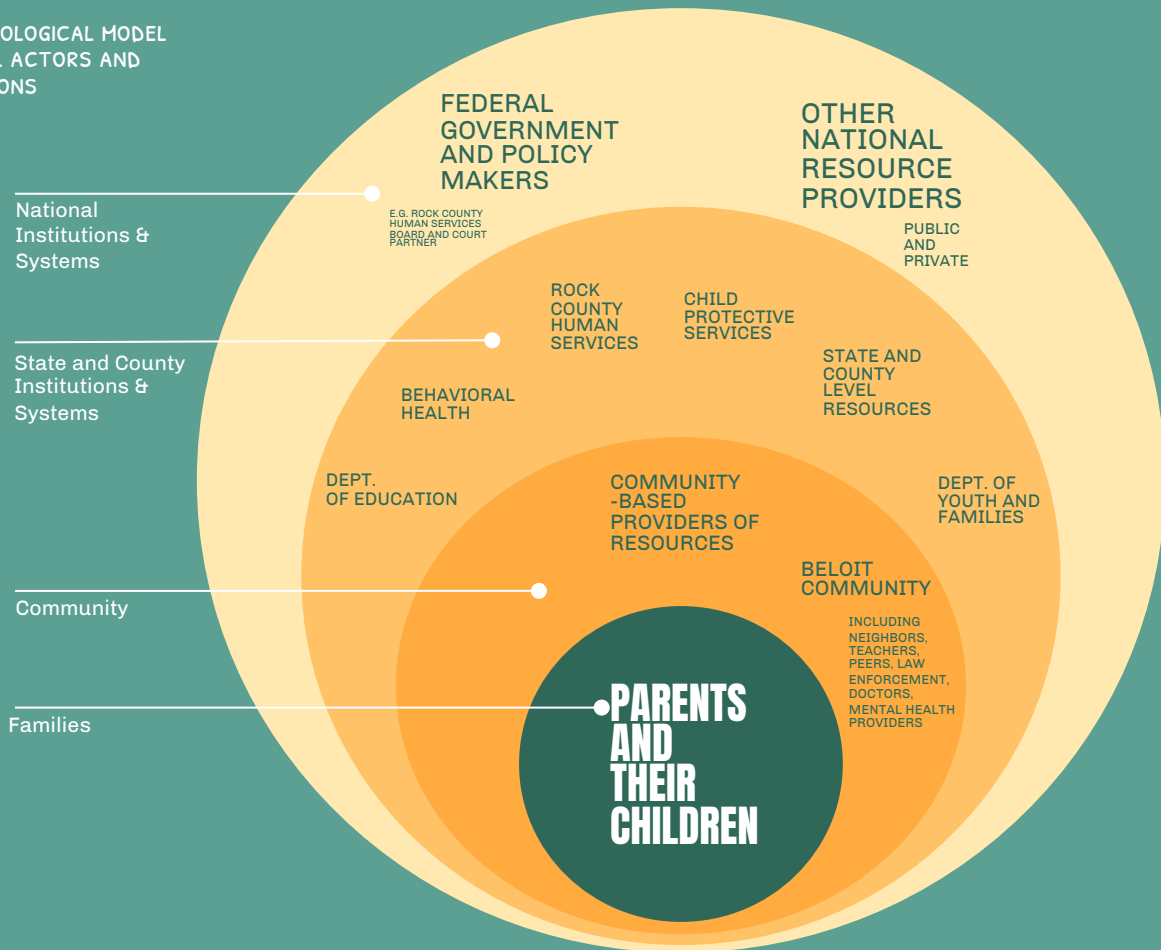 OLOGICAL MODEL
ACTORS AND
ONS
FEDERAL
GOVERNMENT
AND POLICY
MAKERS
E.G. ROCK COUNTY
HUMAN SERVICES
BOARD AND COURT
PARTNER
OTHER
NATIONAL
RESOURCE
PROVIDERS
PUBLIC
AND
PRIVATE
National
Institutions &
Systems
ROCK
COUNTY
HUMAN
SERVICES
CHILD
PROTECTIVE
SERVICES
STATE AND
COUNTY
LEVEL
RESOURCES
State and County
Institutions &
Systems
BEHAVIORAL
HEALTH
DEPT.
OF EDUCATION
DEPT. OF
YOUTH AND
FAMILIES
COMMUNITY
-BASED
PROVIDERS OF
RESOURCES
BELOIT
COMMUNITY
INCLUDING
NEIGHBORS,
TEACHERS,
PEERS, LAW
ENFORCEMENT,
DOCTORS,
MENTAL HEALTH
PROVIDERS
Community
Families
PARENTS
AND
THEIR
CHILDREN